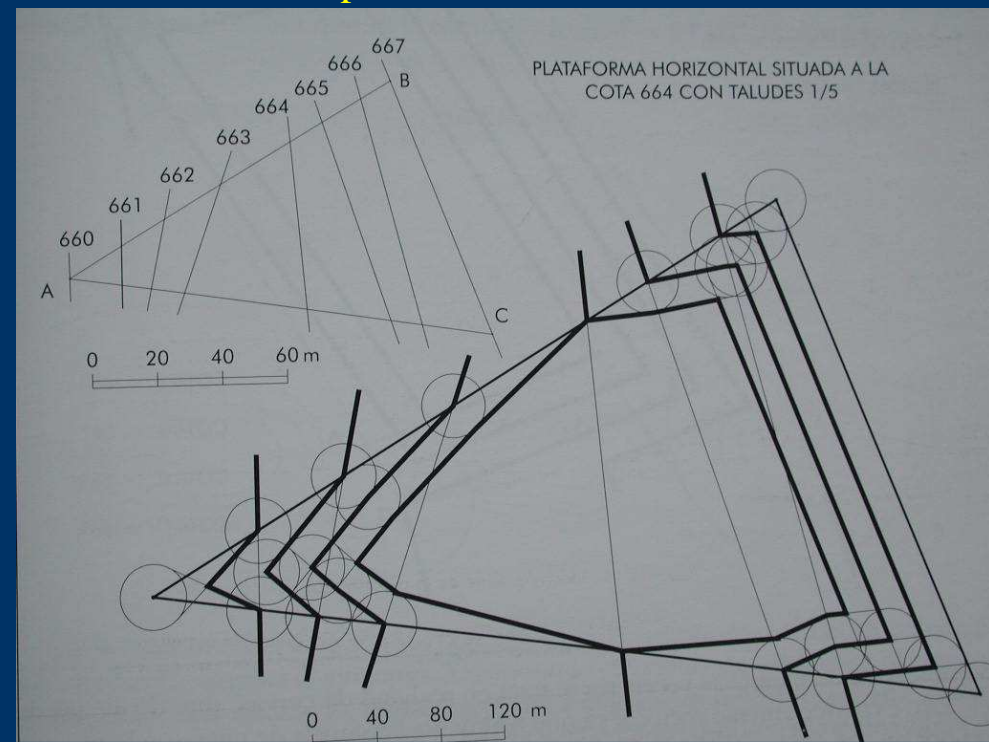 667
666
B
665
664
663
662
661
660
A
C
0 20 40 60 m
PLATAFORMA HORIZONTAL SITUADA A LA
COTA 664 CON TALUDES 1/5
0 40 80 120 m